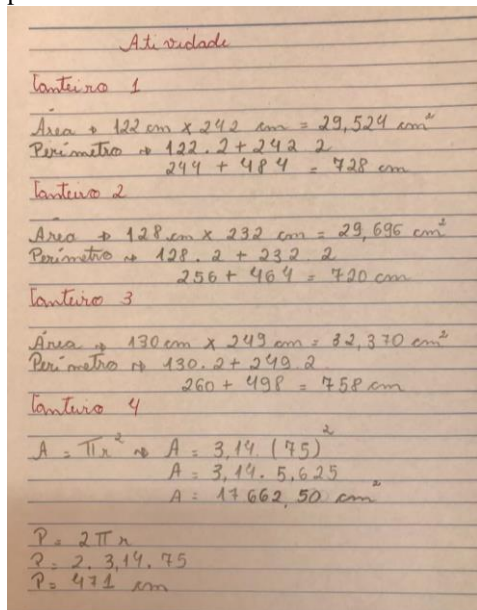 Atividade
Canteiro 1
Área → 122 cm x 242 cm = 29,524 cm²
Perímetro → 122.2 + 242 2
244 + 484 = 728 cm
Canteiro 2
Área → 128 cm x 232 cm = 29,696 cm²
Perímetro → 128.2 + 232.2
256 + 464 = 720 cm
Canteiro 3
Área → 130 cm x 249 cm = 32,370 cm²
Perímetro → 130.2 + 249.2
260 + 498 = 758 cm
Canteiro 4
A = πr² → A = 3,14. (75)²
A = 3,14. 5,625
A = 17 662,50 cm²
P = 2πr
P = 2. 3,14. 75
P = 471 cm